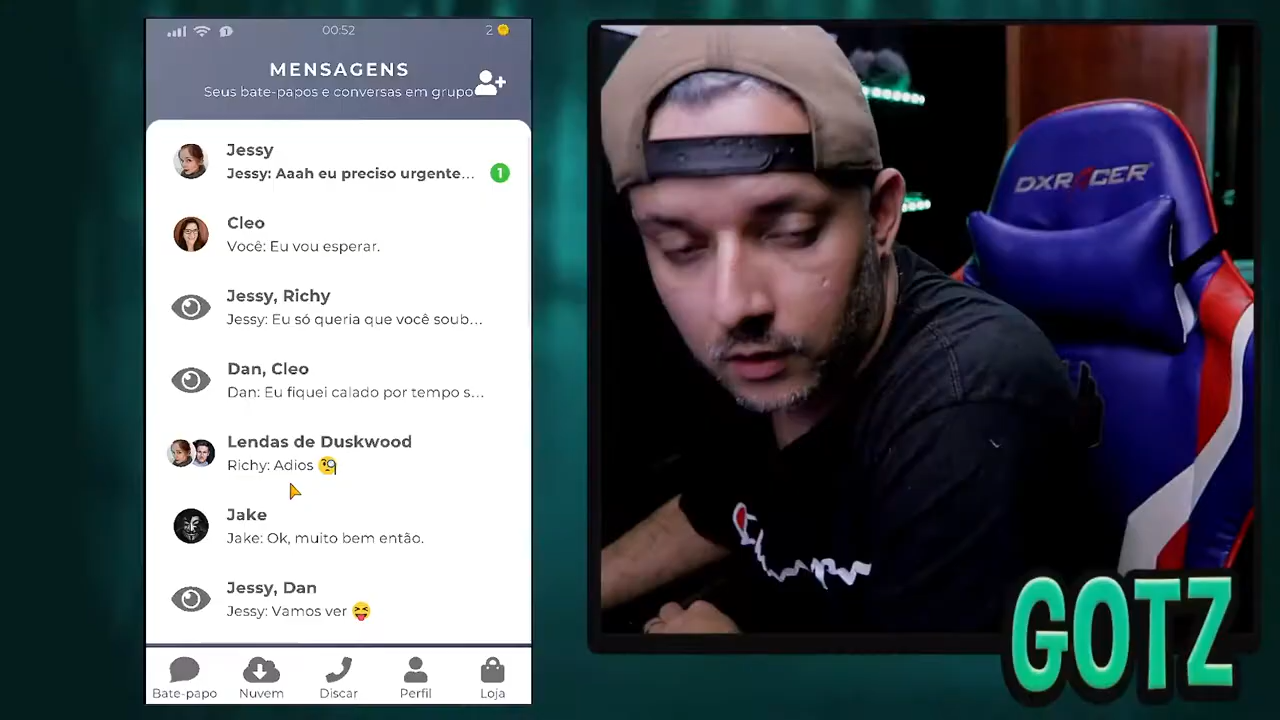 00:52
2
MENSAGENS
Seus bate-papos e conversas em grupo
Jessy
Jessy: Aaah eu preciso urgente...
1
Cleo
Você: Eu vou esperar.
Jessy, Richy
Jessy: Eu só queria que você soub...
Dan, Cleo
Dan: Eu fiquei calado por tempo s...
Lendas de Duskwood
Richy: Adios
Jake
Jake: Ok, muito bem então.
Jessy, Dan
Jessy: Vamos ver
Bate-papo
Nuvem
Discar
Perfil
Loja
DXRACER
Champion
GOTZ